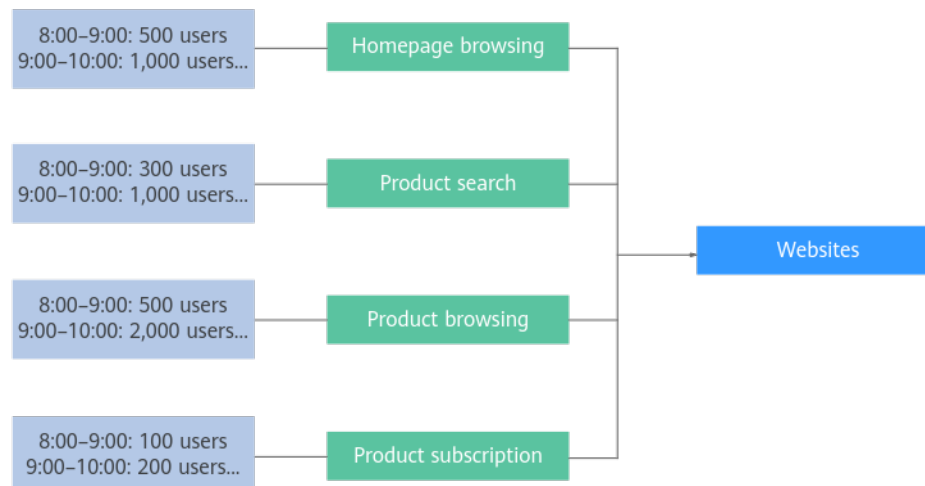 8:00–9:00: 500 users
9:00–10:00: 1,000 users...
Homepage browsing
8:00–9:00: 300 users
9:00–10:00: 1,000 users...
Product search
Websites
8:00–9:00: 500 users
9:00–10:00: 2,000 users...
Product browsing
8:00–9:00: 100 users
9:00–10:00: 200 users...
Product subscription